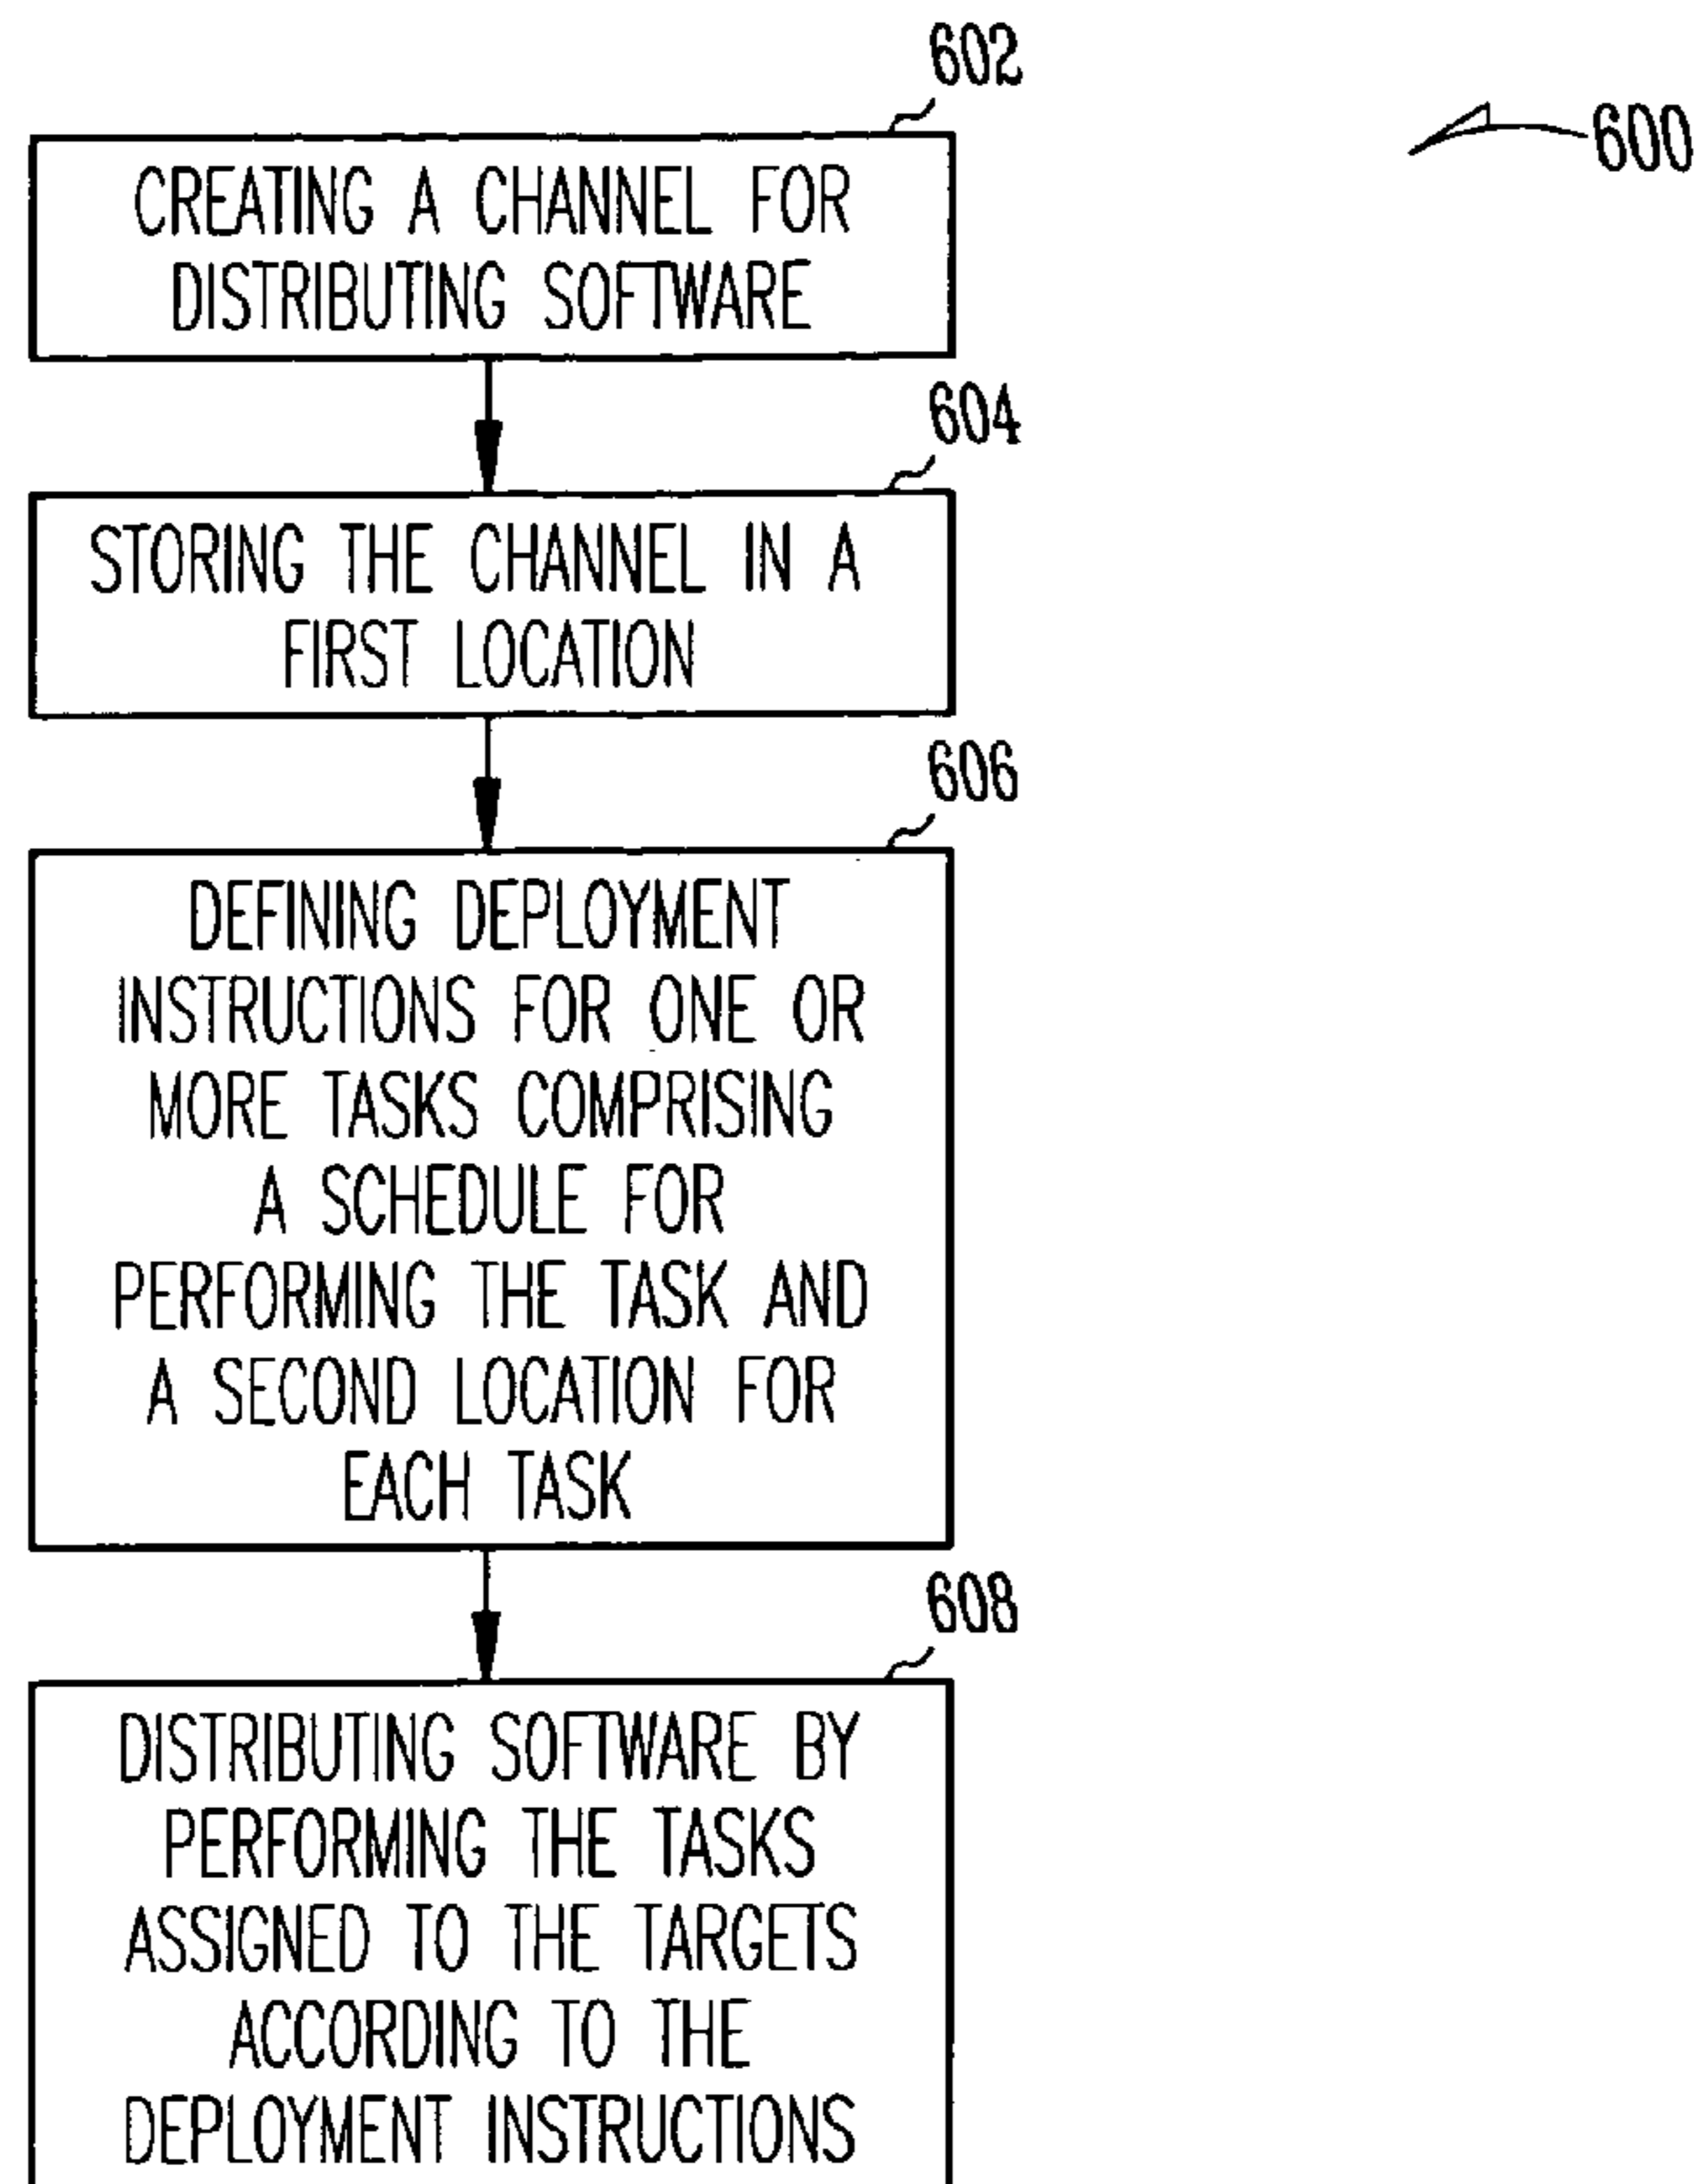 602
600
CREATING A CHANNEL FOR
DISTRIBUTING SOFTWARE
604
STORING THE CHANNEL IN A
FIRST LOCATION
606
DEFINING DEPLOYMENT
INSTRUCTIONS FOR ONE OR
MORE TASKS COMPRISING
A SCHEDULE FOR
PERFORMING THE TASK AND
A SECOND LOCATION FOR
EACH TASK
608
DISTRIBUTING SOFTWARE BY
PERFORMING THE TASKS
ASSIGNED TO THE TARGETS
ACCORDING TO THE
DEPLOYMENT INSTRUCTIONS